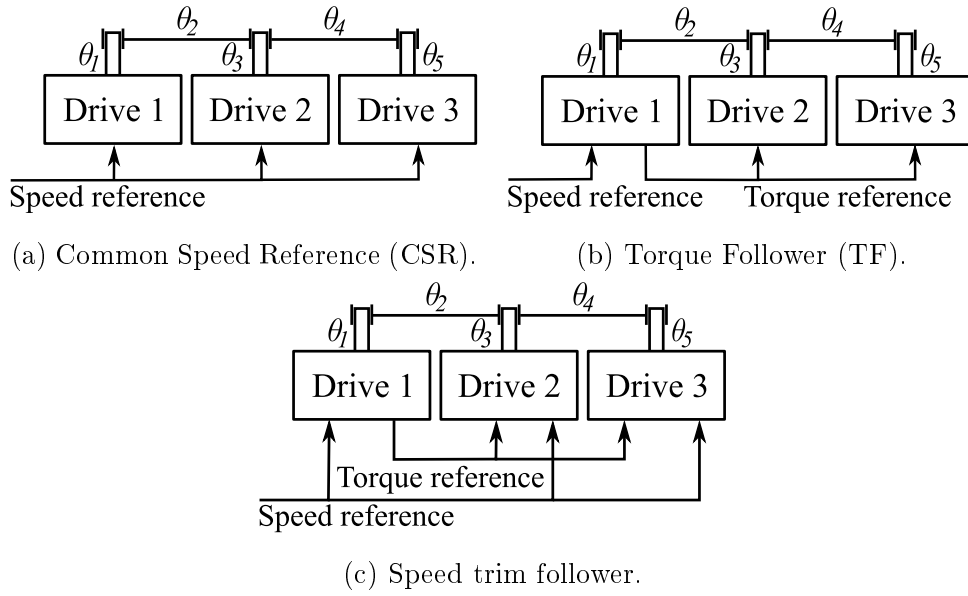 θ2 θ4 θ2 θ4
θ1 θ3 θ5 θ1 θ3 θ5
Drive 1 Drive 2 Drive 3 Drive 1 Drive 2 Drive 3
Speed reference Speed reference Torque reference
(a) Common Speed Reference (CSR). (b) Torque Follower (TF).
θ2 θ4
θ1 θ3 θ5
Drive 1 Drive 2 Drive 3
Torque reference
Speed reference
(c) Speed trim follower.